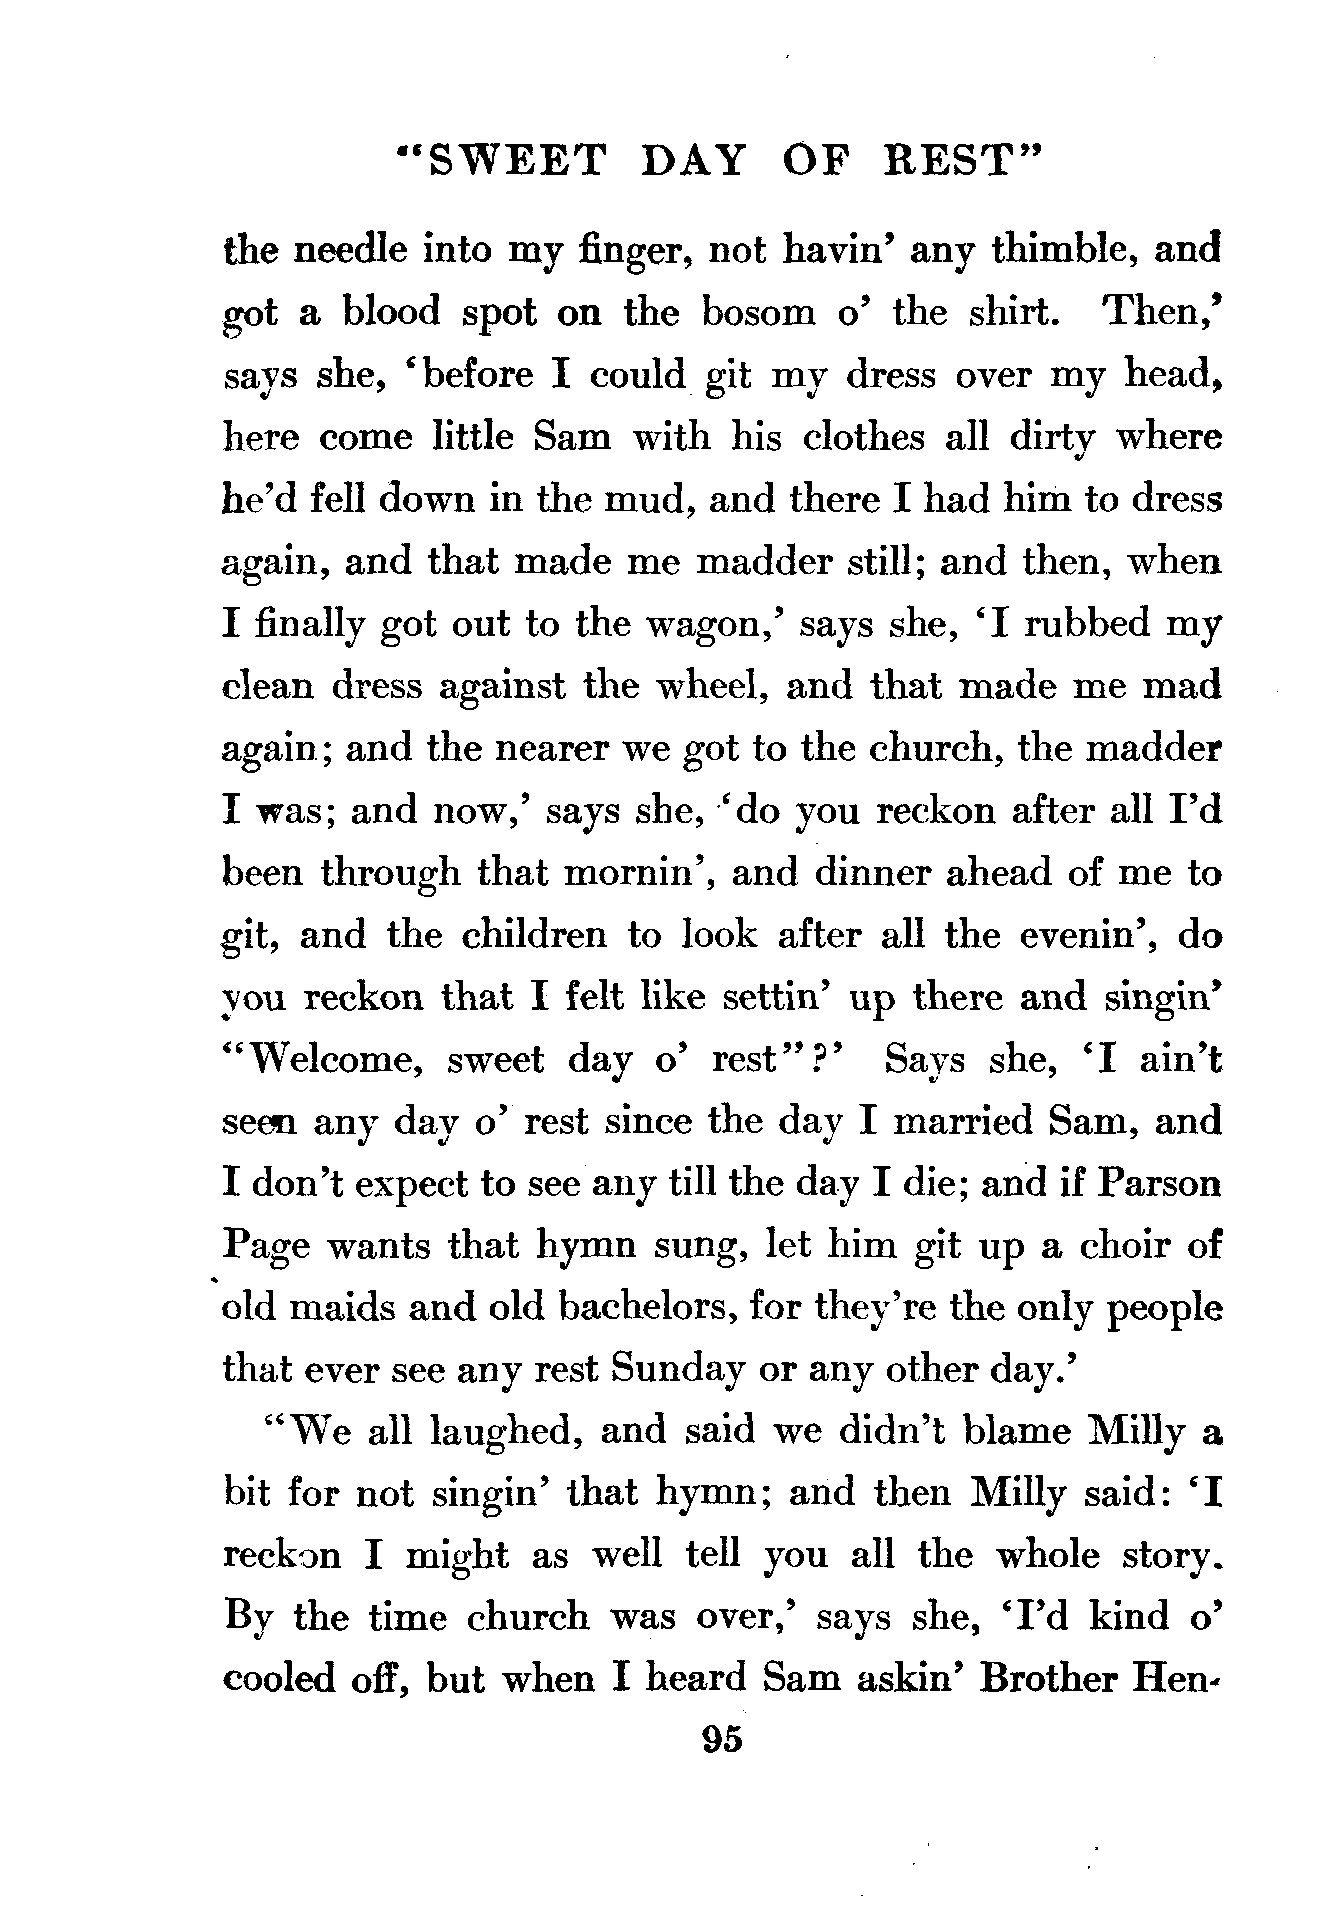 “SWEET DAY OF REST”
the needle into my finger, not havin’ any thimble, and
got a blood spot on the bosom o’ the shirt. Then,’
says she, ‘before I could git my dress over my head,
here come little Sam with his clothes all dirty where
he’d fell down in the mud, and there I had him to dress
again, and that made me madder still; and then, when
I finally got out to the wagon,’ says she, ‘I rubbed my
clean dress against the wheel, and that made me mad
again; and the nearer we got to the church, the madder
I was; and now,’ says she, ‘do you reckon after all I’d
been through that mornin’, and dinner ahead of me to
git, and the children to look after all the evenin’, do
you reckon that I felt like settin’ up there and singin’
“Welcome, sweet day o’ rest”?’ Says she, ‘I ain’t
seen any day o’ rest since the day I married Sam, and
I don’t expect to see any till the day I die; and if Parson
Page wants that hymn sung, let him git up a choir of
old maids and old bachelors, for they’re the only people
that ever see any rest Sunday or any other day.’
“We all laughed, and said we didn’t blame Milly a
bit for not singin’ that hymn; and then Milly said: ‘I
reckon I might as well tell you all the whole story.
By the time church was over,’ says she, ‘I’d kind o’
cooled off, but when I heard Sam askin’ Brother Hen-
95